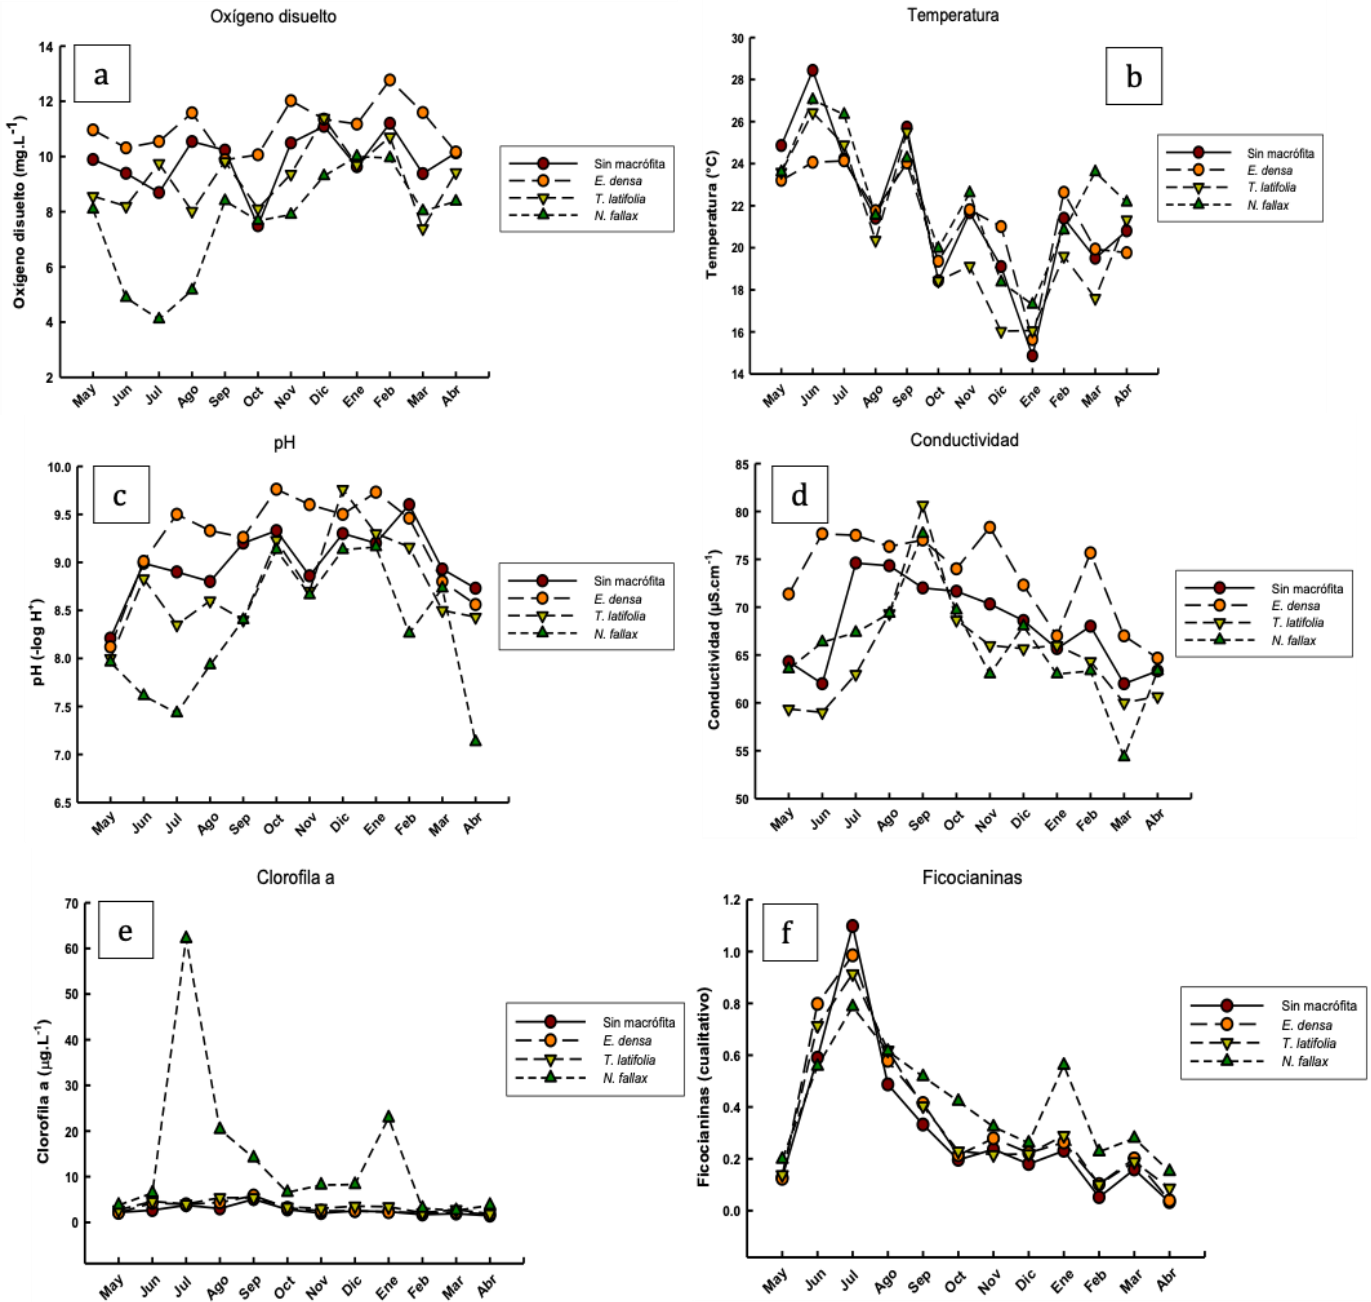 Oxígeno disuelto
a
Oxígeno disuelto (mg.L⁻¹)
14
12
10
8
6
4
2
May Jun Jul Ago Sep Oct Nov Dic Ene Feb Mar Abr
Sin macrófita
E. densa
T. latifolia
N. fallax
Temperatura
b
Temperatura (°C)
30
28
26
24
22
20
18
16
14
May Jun Jul Ago Sep Oct Nov Dic Ene Feb Mar Abr
Sin macrófita
E. densa
T. latifolia
N. fallax
pH
c
pH (-log H⁺)
10.0
9.5
9.0
8.5
8.0
7.5
7.0
6.5
May Jun Jul Ago Sep Oct Nov Dic Ene Feb Mar Abr
Sin macrófita
E. densa
T. latifolia
N. fallax
Conductividad
d
Conductividad (µS.cm⁻¹)
85
80
75
70
65
60
55
50
May Jun Jul Ago Sep Oct Nov Dic Ene Feb Mar Abr
Sin macrófita
E. densa
T. latifolia
N. fallax
Clorofila a
e
Clorofila a (µg.L⁻¹)
70
60
50
40
30
20
10
0
May Jun Jul Ago Sep Oct Nov Dic Ene Feb Mar Abr
Sin macrófita
E. densa
T. latifolia
N. fallax
Ficocianinas
f
Ficocianinas (cualitativo)
1.2
1.0
0.8
0.6
0.4
0.2
0.0
May Jun Jul Ago Sep Oct Nov Dic Ene Feb Mar Abr
Sin macrófita
E. densa
T. latifolia
N. fallax